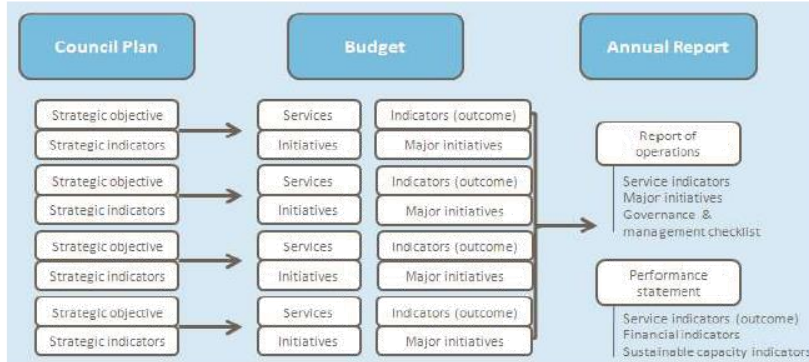 Council Plan
Budget
Annual Report
Strategic objective
Strategic indicators
Services
Initiatives
Indicators (outcome)
Major initiatives
Strategic objective
Strategic indicators
Services
Initiatives
Indicators (outcome)
Major initiatives
Strategic objective
Strategic indicators
Services
Initiatives
Indicators (outcome)
Major initiatives
Strategic objective
Strategic indicators
Services
Initiatives
Indicators (outcome)
Major initiatives
Report of
operations
Service indicators
Major initiatives
Governance &
management checklist
Performance
statement
Service indicators (outcome)
Financial indicators
Sustainable capacity indicators